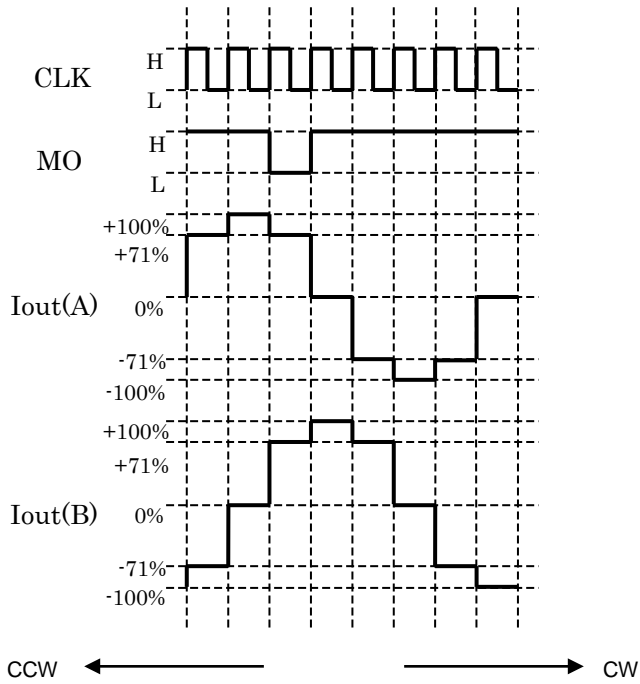 CLK
H
L
MO
H
L
Iout(A)
+100%
+71%
0%
-71%
-100%
Iout(B)
+100%
+71%
0%
-71%
-100%
CCW
CW